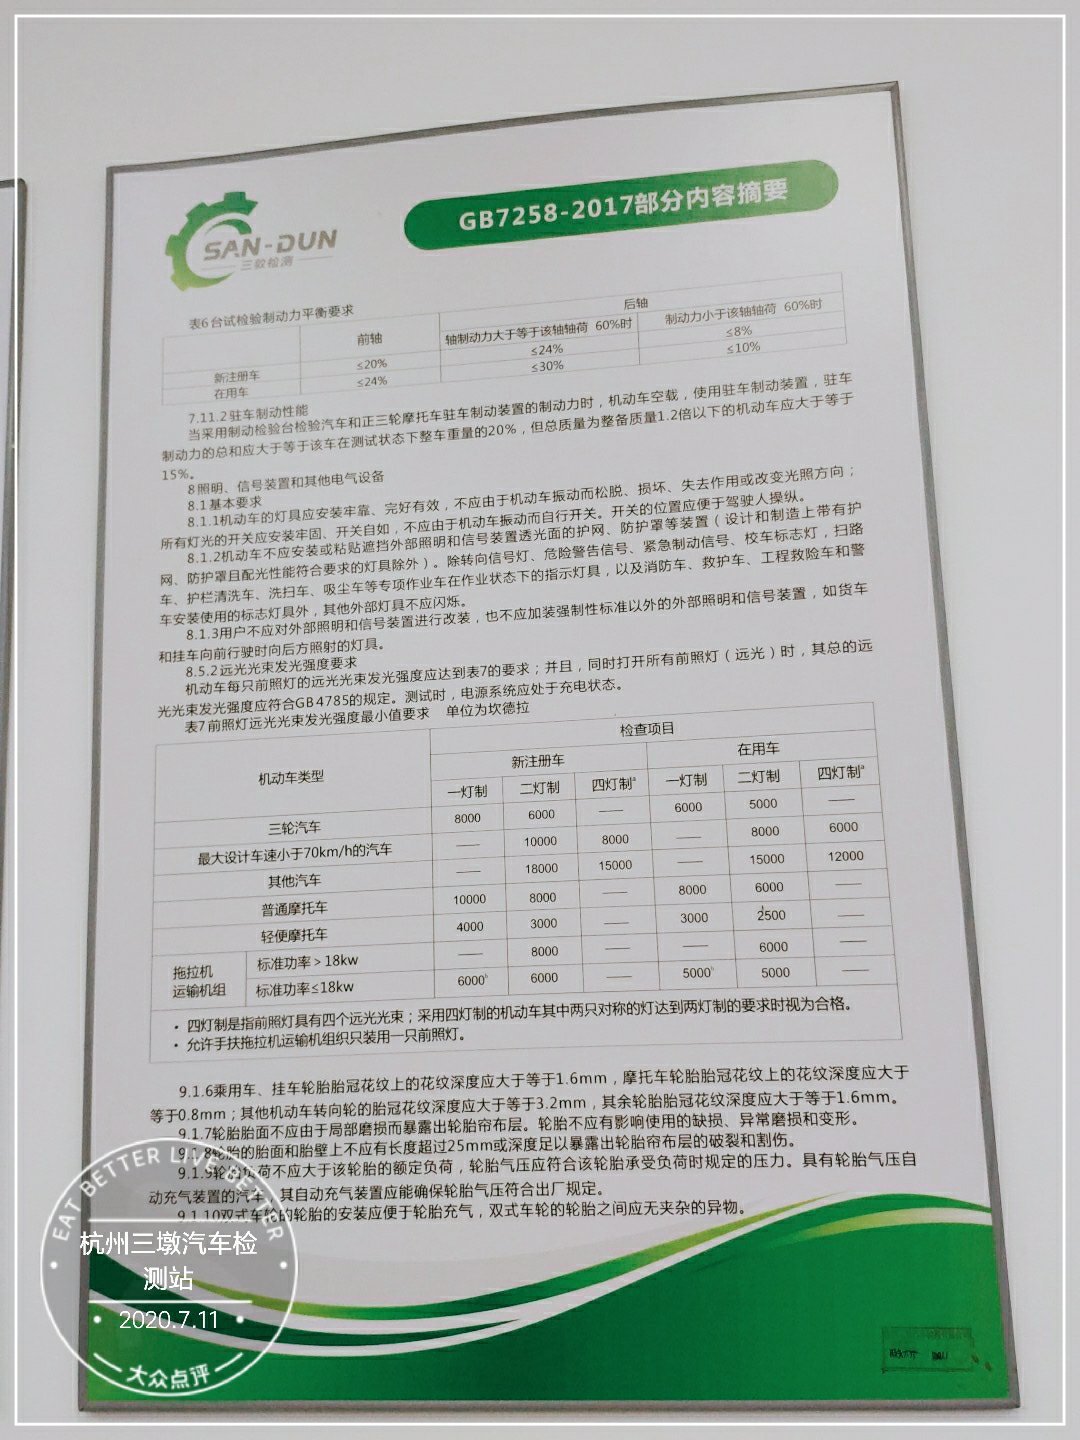 GB7258-2017部分内容摘要
SAN-DUN
三墩检测
表6台试检验制动力平衡要求
前轴 后轴
轴制动力大于等于该轴轴荷 60%时 制动力小于该轴轴荷 60%时
新注册车 ≤20% ≤24% ≤8%
在用车 ≤24% ≤30% ≤10%
7.11.2驻车制动性能
当采用制动检验台检验汽车和正三轮摩托车驻车制动装置的制动力时，机动车空载，使用驻车制动装置，驻车
制动力的总和应大于等于该车在测试状态下整车重量的20%，但总质量为整备质量1.2倍以下的机动车应大于等于
15%。
8照明、信号装置和其他电气设备
8.1基本要求
8.1.1机动车的灯具应安装牢靠、完好有效，不应由于机动车振动而松脱、损坏、失去作用或改变光照方向；
所有灯光的开关应安装牢固、开关自如，不应由于机动车振动而自行开关。开关的位置应便于驾驶人操纵。
8.1.2机动车不应安装或粘贴遮挡外部照明和信号装置透光面的护网、防护罩等装置（设计和制造上带有护
网、防护罩且配光性能符合要求的灯具除外）。除转向信号灯、危险警告信号、紧急制动信号、校车标志灯，扫路
车、护栏清洗车、洗扫车、吸尘车等专项作业车在作业状态下的指示灯具，以及消防车、救护车、工程救险车和警
车安装使用的标志灯具外，其他外部灯具不应闪烁。
8.1.3用户不应对外部照明和信号装置进行改装，也不应加装强制性标准以外的外部照明和信号装置，如货车
和挂车向前行驶时向后方照射的灯具。
8.5.2远光光束发光强度要求
机动车每只前照灯的远光光束发光强度应达到表7的要求；并且，同时打开所有前照灯（远光）时，其总的远
光光束发光强度应符合GB4785的规定。测试时，电源系统应处于充电状态。
表7前照灯远光光束发光强度最小值要求 单位为坎德拉
机动车类型 检查项目
新注册车 在用车
一灯制 二灯制 四灯制a 一灯制 二灯制 四灯制a
三轮汽车 8000 6000 —— 6000 5000 ——
最大设计车速小于70km/h的汽车 —— 10000 8000 —— 8000 6000
其他汽车 —— 18000 15000 —— 15000 12000
普通摩托车 10000 8000 —— 8000 6000 ——
轻便摩托车 4000 3000 —— 3000 2500 ——
拖拉机
运输机组
标准功率＞18kw —— 8000 —— —— 6000 ——
标准功率≤18kw 6000b 6000 —— 5000b 5000 ——
· 四灯制是指前照灯具有四个远光光束；采用四灯制的机动车其中两只对称的灯达到两灯制的要求时视为合格。
· 允许手扶拖拉机运输机组织只装用一只前照灯。
9.1.6乘用车、挂车轮胎胎冠花纹上的花纹深度应大于等于1.6mm，摩托车轮胎胎冠花纹上的花纹深度应大于
等于0.8mm；其他机动车转向轮的胎冠花纹深度应大于等于3.2mm，其余轮胎胎冠花纹深度应大于等于1.6mm。
9.1.7轮胎胎面不应由于局部磨损而暴露出轮胎帘布层。轮胎不应有影响使用的缺损、异常磨损和变形。
9.1.8轮胎的胎面和胎壁上不应有长度超过25mm或深度足以暴露出轮胎帘布层的破裂和割伤。
9.1.9轮胎负荷不应大于该轮胎的额定负荷，轮胎气压应符合该轮胎承受负荷时规定的压力。具有轮胎气压自
动充气装置的汽车，其自动充气装置应能确保轮胎气压符合出厂规定。
9.1.10双式车轮的轮胎的安装应便于轮胎充气，双式车轮的轮胎之间应无夹杂的异物。
EAT BETTER LIVE BETTER
杭州三墩汽车检
测站
2020.7.11
大众点评